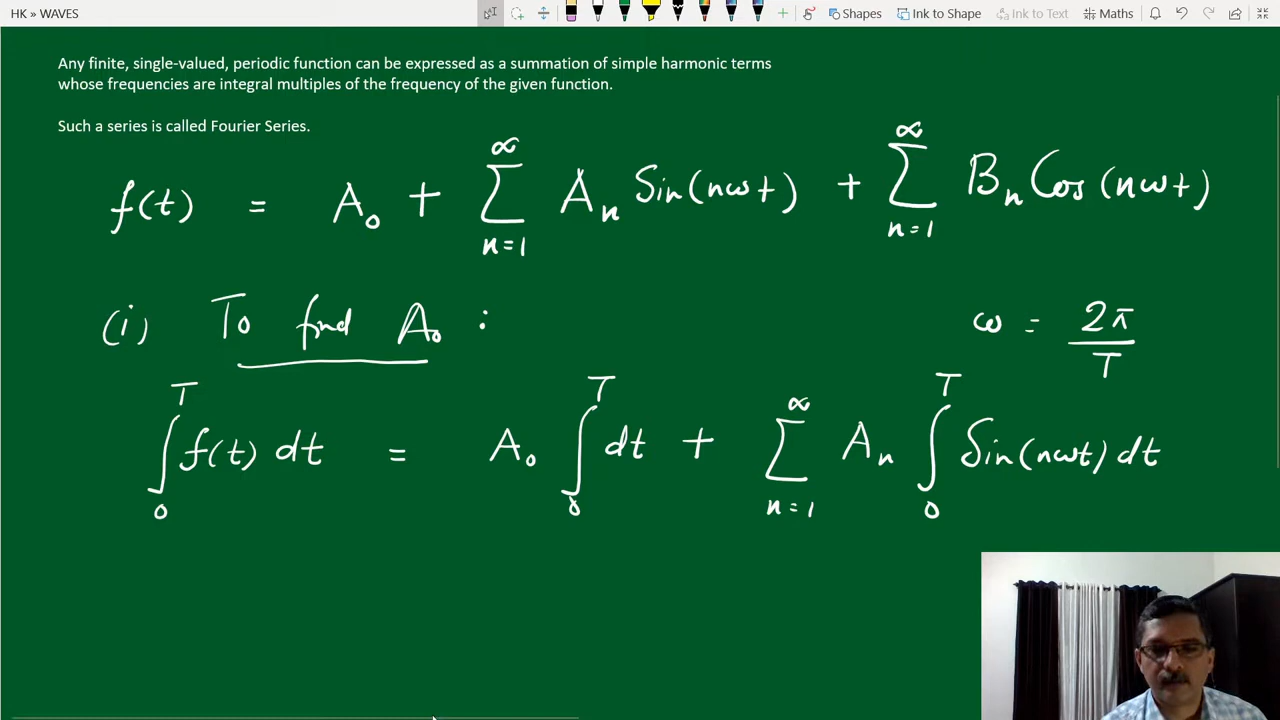 HK » WAVES
Shapes Ink to Shape Ink to Text Maths
Any finite, single-valued, periodic function can be expressed as a summation of simple harmonic terms
whose frequencies are integral multiples of the frequency of the given function.
Such a series is called Fourier Series.
f(t) = A₀ + ∑_{n=1}^{∞} Aₙ Sin(nωt) + ∑_{n=1}^{∞} Bₙ Cos(nωt)
(i) To find A₀ :
ω = 2π/T
∫₀ᵀ f(t) dt = A₀ ∫₀ᵀ dt + ∑_{n=1}^{∞} Aₙ ∫₀ᵀ Sin(nωt) dt